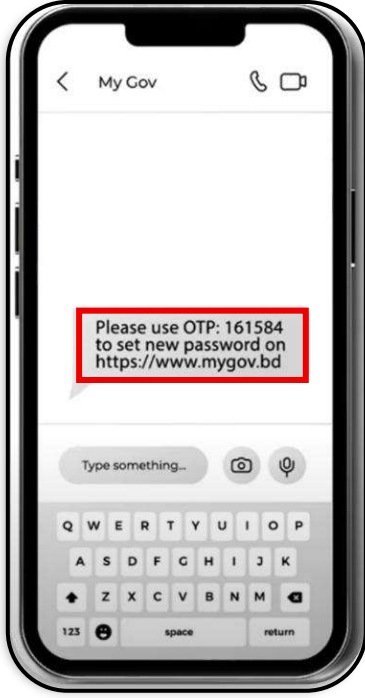 My Gov
Please use OTP: 161584
to set new password on
https://www.mygov.bd
Type something...
Q W E R T Y U I O P
A S D F G H I J K
Z X C V B N M
123 space return